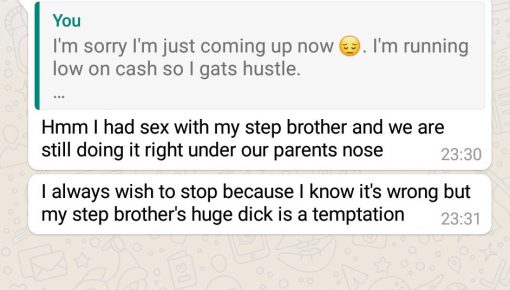 You
I'm sorry I'm just coming up now 😔. I'm running
low on cash so I gats hustle.
...
Hmm I had sex with my step brother and we are
still doing it right under our parents nose
23:30
I always wish to stop because I know it's wrong but
my step brother's huge dick is a temptation
23:31